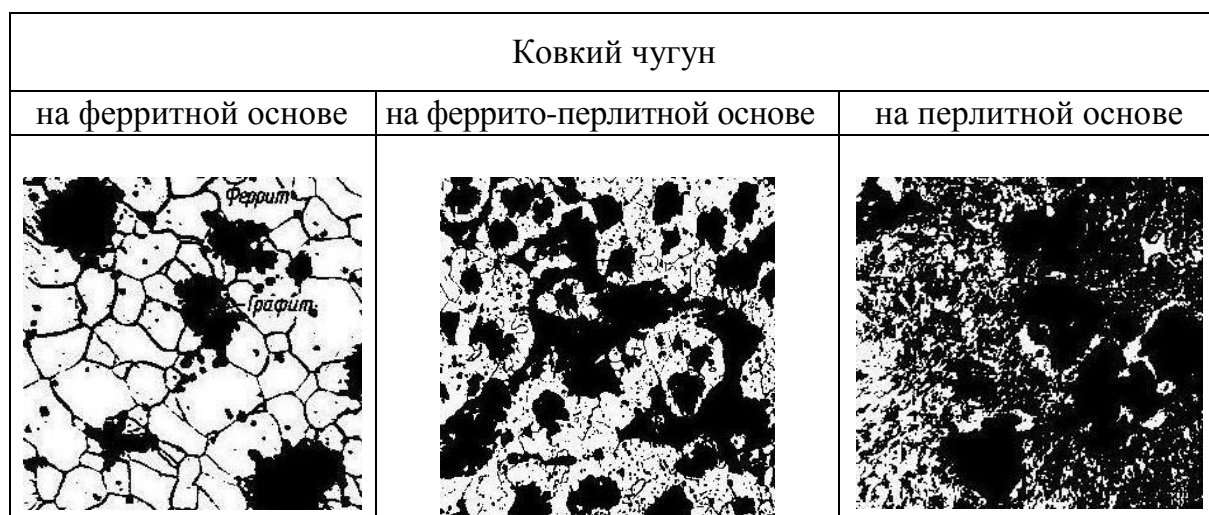 Ковкий чугун
на ферритной основе
на феррито-перлитной основе
на перлитной основе
Феррит
Графит